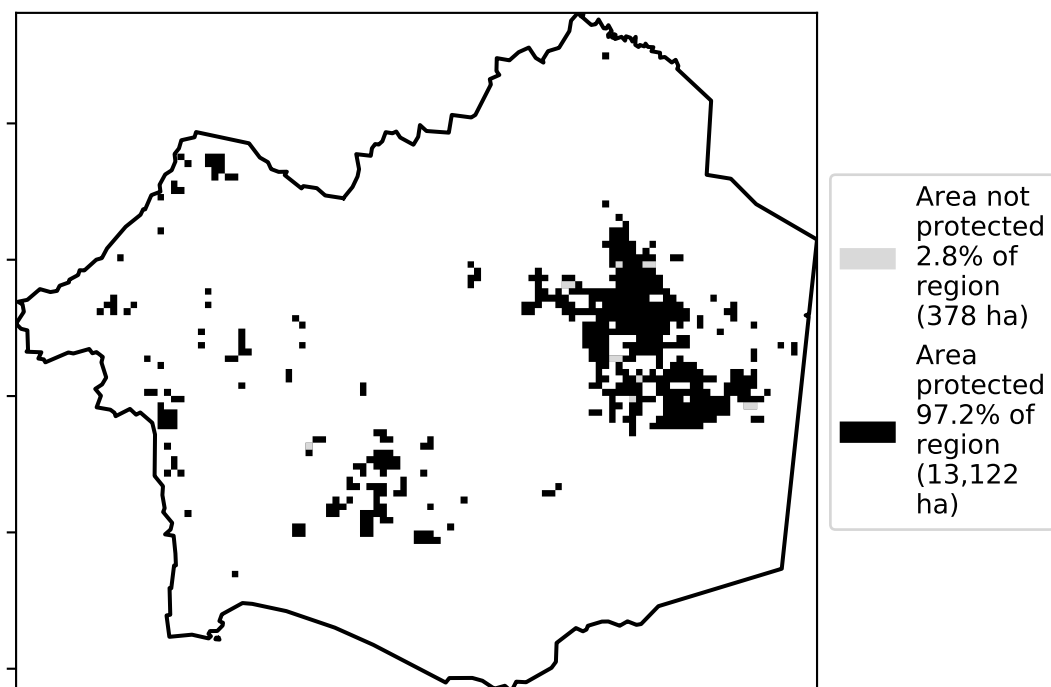 Area not
protected
2.8% of
region
(378 ha)
Area
protected
97.2% of
region
(13,122
ha)